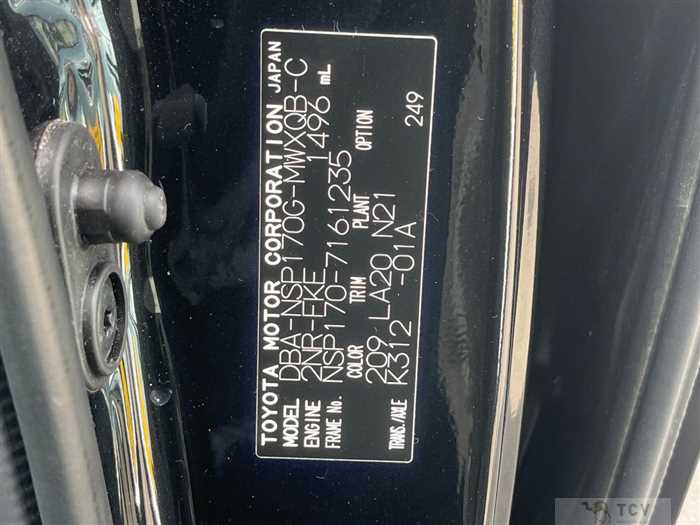 TOYOTA MOTOR CORPORATION JAPAN
MODEL DBA-NSP170G-MWXQB-C
ENGINE 2NR-FKE 1496 mL
FRAME No. NSP170-7161235
COLOR TRIM PLANT OPTION
209 LA20 N21 249
TRANS./AXLE K312 -01A
TCV